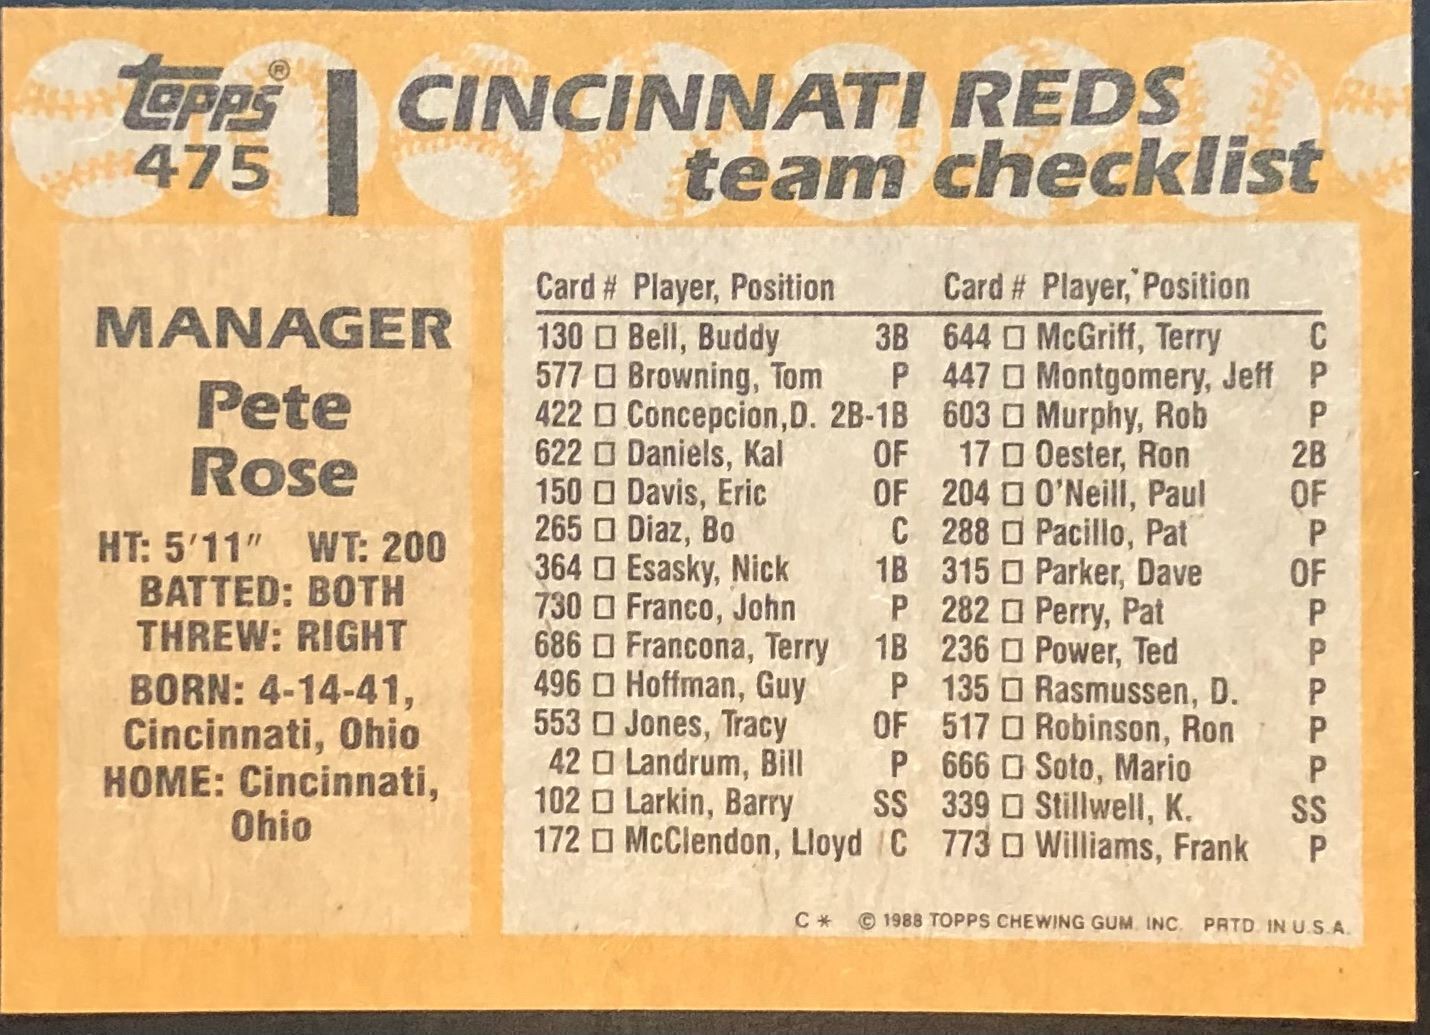 topps®
475
CINCINNATI REDS
team checklist
MANAGER
Pete
Rose
HT: 5'11" WT: 200
BATTED: BOTH
THREW: RIGHT
BORN: 4-14-41,
Cincinnati, Ohio
HOME: Cincinnati,
Ohio
Card # Player, Position
130 □ Bell, Buddy 3B
577 □ Browning, Tom P
422 □ Concepcion,D. 2B-1B
622 □ Daniels, Kal OF
150 □ Davis, Eric OF
265 □ Diaz, Bo C
364 □ Esasky, Nick 1B
730 □ Franco, John P
686 □ Francona, Terry 1B
496 □ Hoffman, Guy P
553 □ Jones, Tracy OF
42 □ Landrum, Bill P
102 □ Larkin, Barry SS
172 □ McClendon, Lloyd C
Card # Player, Position
644 □ McGriff, Terry C
447 □ Montgomery, Jeff P
603 □ Murphy, Rob P
17 □ Oester, Ron 2B
204 □ O'Neill, Paul OF
288 □ Pacillo, Pat P
315 □ Parker, Dave OF
282 □ Perry, Pat P
236 □ Power, Ted P
135 □ Rasmussen, D. P
517 □ Robinson, Ron P
666 □ Soto, Mario P
339 □ Stillwell, K. SS
773 □ Williams, Frank P
C * © 1988 TOPPS CHEWING GUM, INC. PRTD. IN U.S.A.